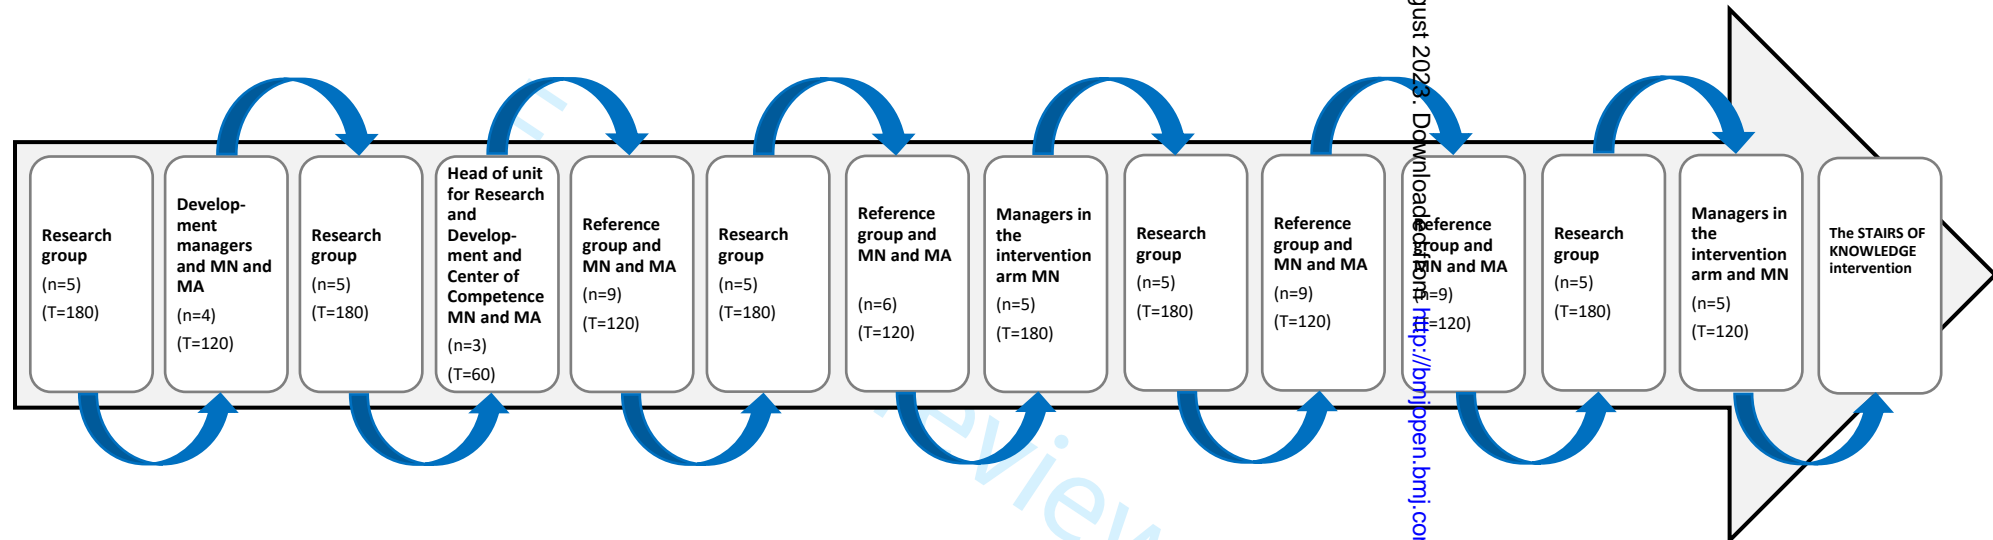 Research
group
(n=5)
(T=180)
Develop-
ment
managers
and MN and
MA
(n=4)
(T=120)
Research
group
(n=5)
(T=180)
Head of unit
for Research
and
Develop-
ment and
Center of
Competence
MN and MA
(n=3)
(T=60)
Reference
group and
MN and MA
(n=9)
(T=120)
Research
group
(n=5)
(T=180)
Reference
group and
MN and MA
(n=6)
(T=120)
Managers in
the
intervention
arm MN
(n=5)
(T=180)
Research
group
(n=5)
(T=180)
Reference
group and
MN and MA
(n=9)
(T=120)
Reference
group and
MN and MA
(n=9)
(T=120)
Research
group
(n=5)
(T=180)
Managers in
the
intervention
arm and MN
(n=5)
(T=120)
The STAIRS OF
KNOWLEDGE
intervention
gust 2023. Downloaded from http://bmjopen.bmj.com
view